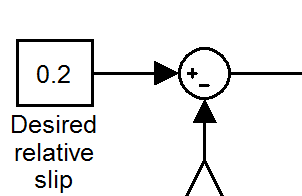 0.2
+
-
Desired
relative
slip